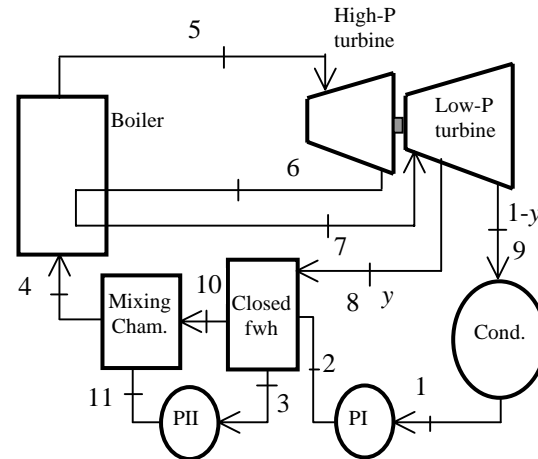 5
High-P
turbine
Low-P
turbine
Boiler
6
7
1-y
9
8
y
4
Mixing
Cham.
10
Closed
fwh
2
Cond.
11
PII
3
PI
1